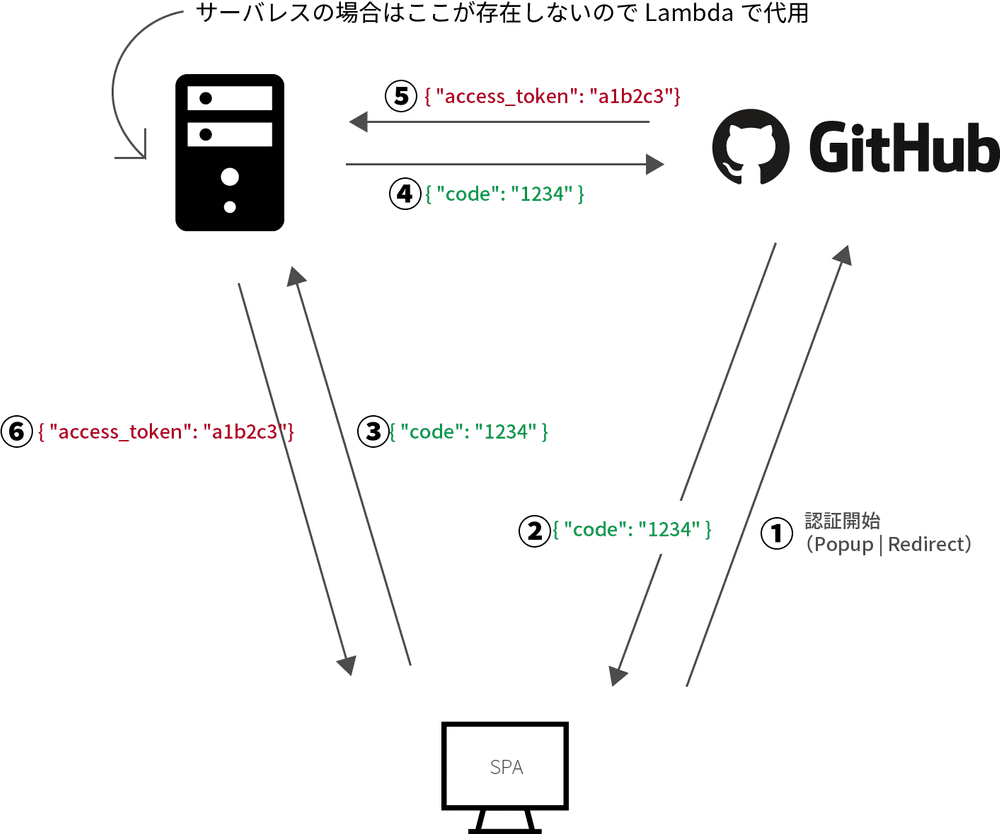 サーバレスの場合はここが存在しないので Lambda で代用
⑤ { "access_token": "a1b2c3"}
GitHub
④ { "code": "1234" }
⑥ { "access_token": "a1b2c3"}
③ { "code": "1234" }
② { "code": "1234" }
① 認証開始
（Popup | Redirect）
SPA